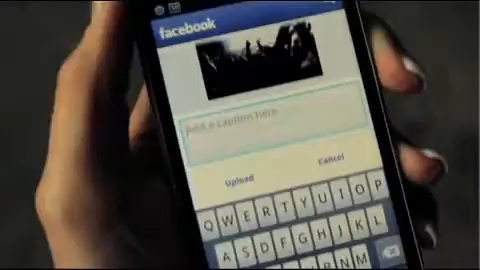 facebook
Add a caption here
Upload Cancel
Q W E R T Y U I O P
A S D F G H J K L
B N M